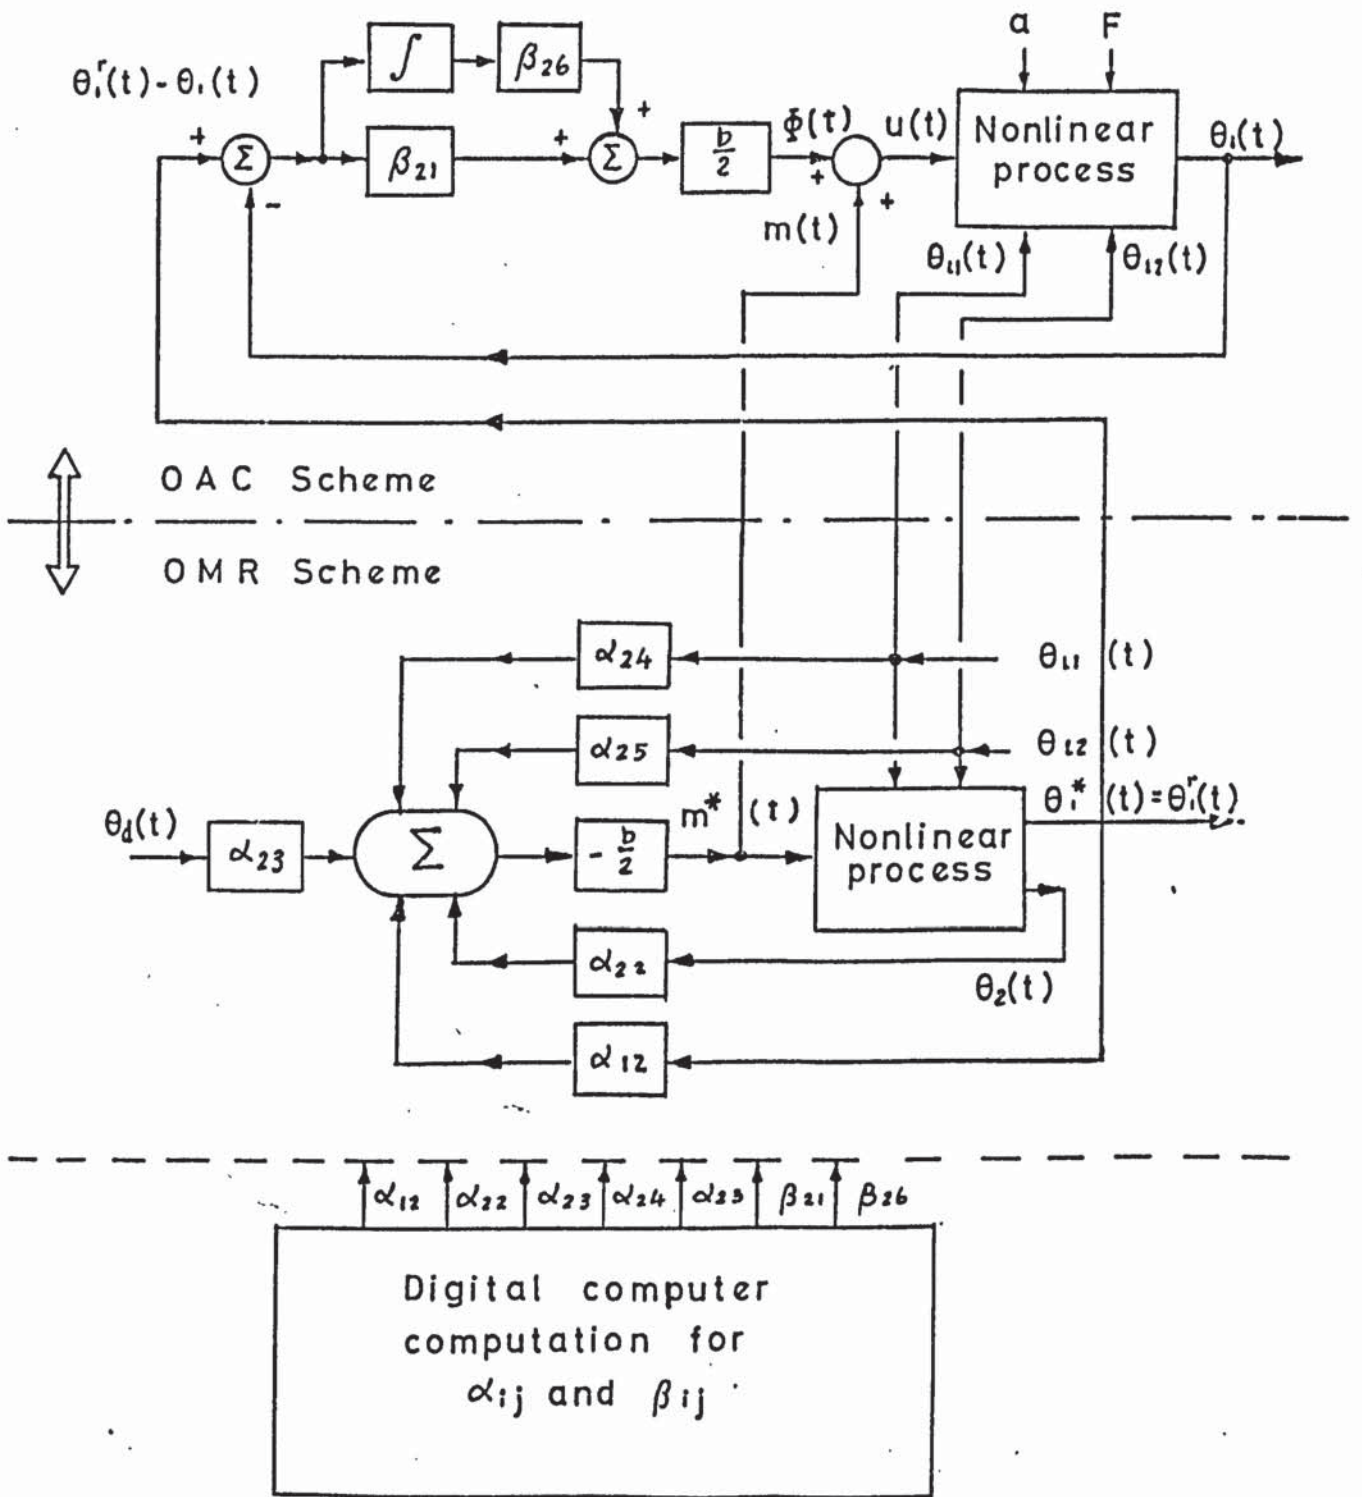 a F
∫ β26
θ₁ʳ(t) - θ₁(t)
+ Σ -
β21
+ + Σ
b/2
Φ(t)
+ +
u(t)
m(t)
Nonlinear
process
θ₁(t)
θ₁₁(t) θ₁₂(t)
OAC Scheme
OMR Scheme
α24
θ₁₁ (t)
α25
θ₁₂ (t)
θd(t)
α23
Σ
- b/2
m* (t)
Nonlinear
process
θ₁* (t) = θ₁ʳ(t)
α22
θ₂(t)
α12
α12 α22 α23 α24 α23 β21 β26
Digital computer
computation for
αij and βij